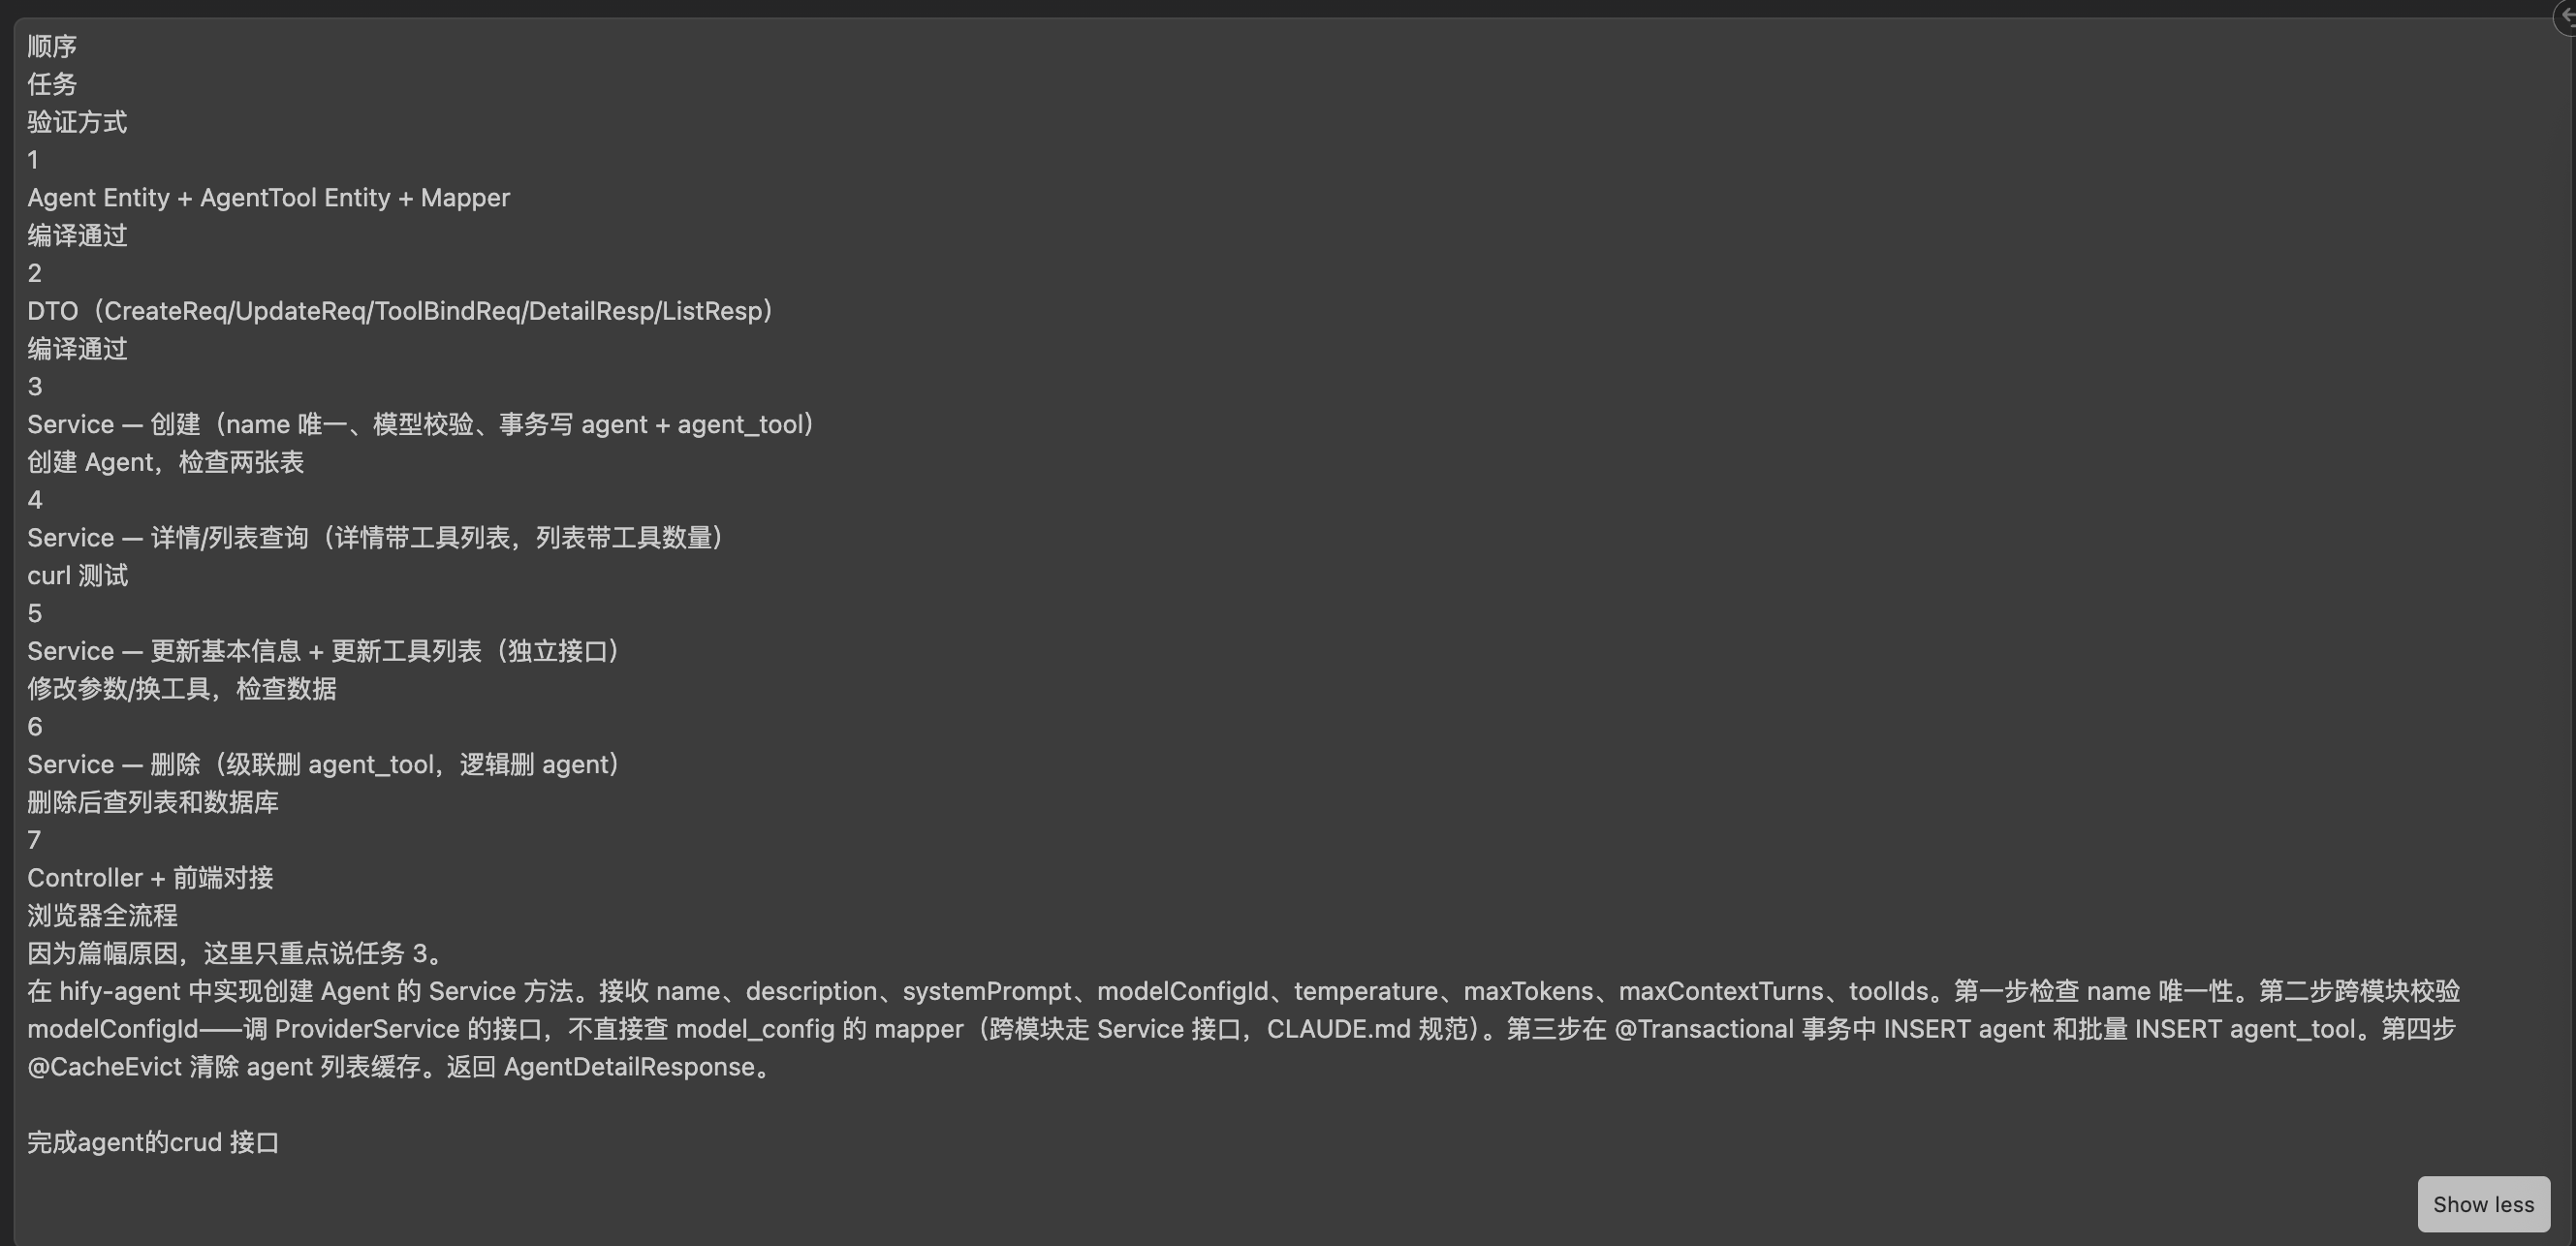 顺序
任务
验证方式
1
Agent Entity + AgentTool Entity + Mapper
编译通过
2
DTO（CreateReq/UpdateReq/ToolBindReq/DetailResp/ListResp）
编译通过
3
Service — 创建（name 唯一、模型校验、事务写 agent + agent_tool）
创建 Agent，检查两张表
4
Service — 详情/列表查询（详情带工具列表，列表带工具数量）
curl 测试
5
Service — 更新基本信息 + 更新工具列表（独立接口）
修改参数/换工具，检查数据
6
Service — 删除（级联删 agent_tool，逻辑删 agent）
删除后查列表和数据库
7
Controller + 前端对接
浏览器全流程
因为篇幅原因，这里只重点说任务 3。
在 hify-agent 中实现创建 Agent 的 Service 方法。接收 name、description、systemPrompt、modelConfigId、temperature、maxTokens、maxContextTurns、toolIds。第一步检查 name 唯一性。第二步跨模块校验
modelConfigId——调 ProviderService 的接口，不直接查 model_config 的 mapper（跨模块走 Service 接口，CLAUDE.md 规范）。第三步在 @Transactional 事务中 INSERT agent 和批量 INSERT agent_tool。第四步
@CacheEvict 清除 agent 列表缓存。返回 AgentDetailResponse。
完成agent的crud 接口
Show less